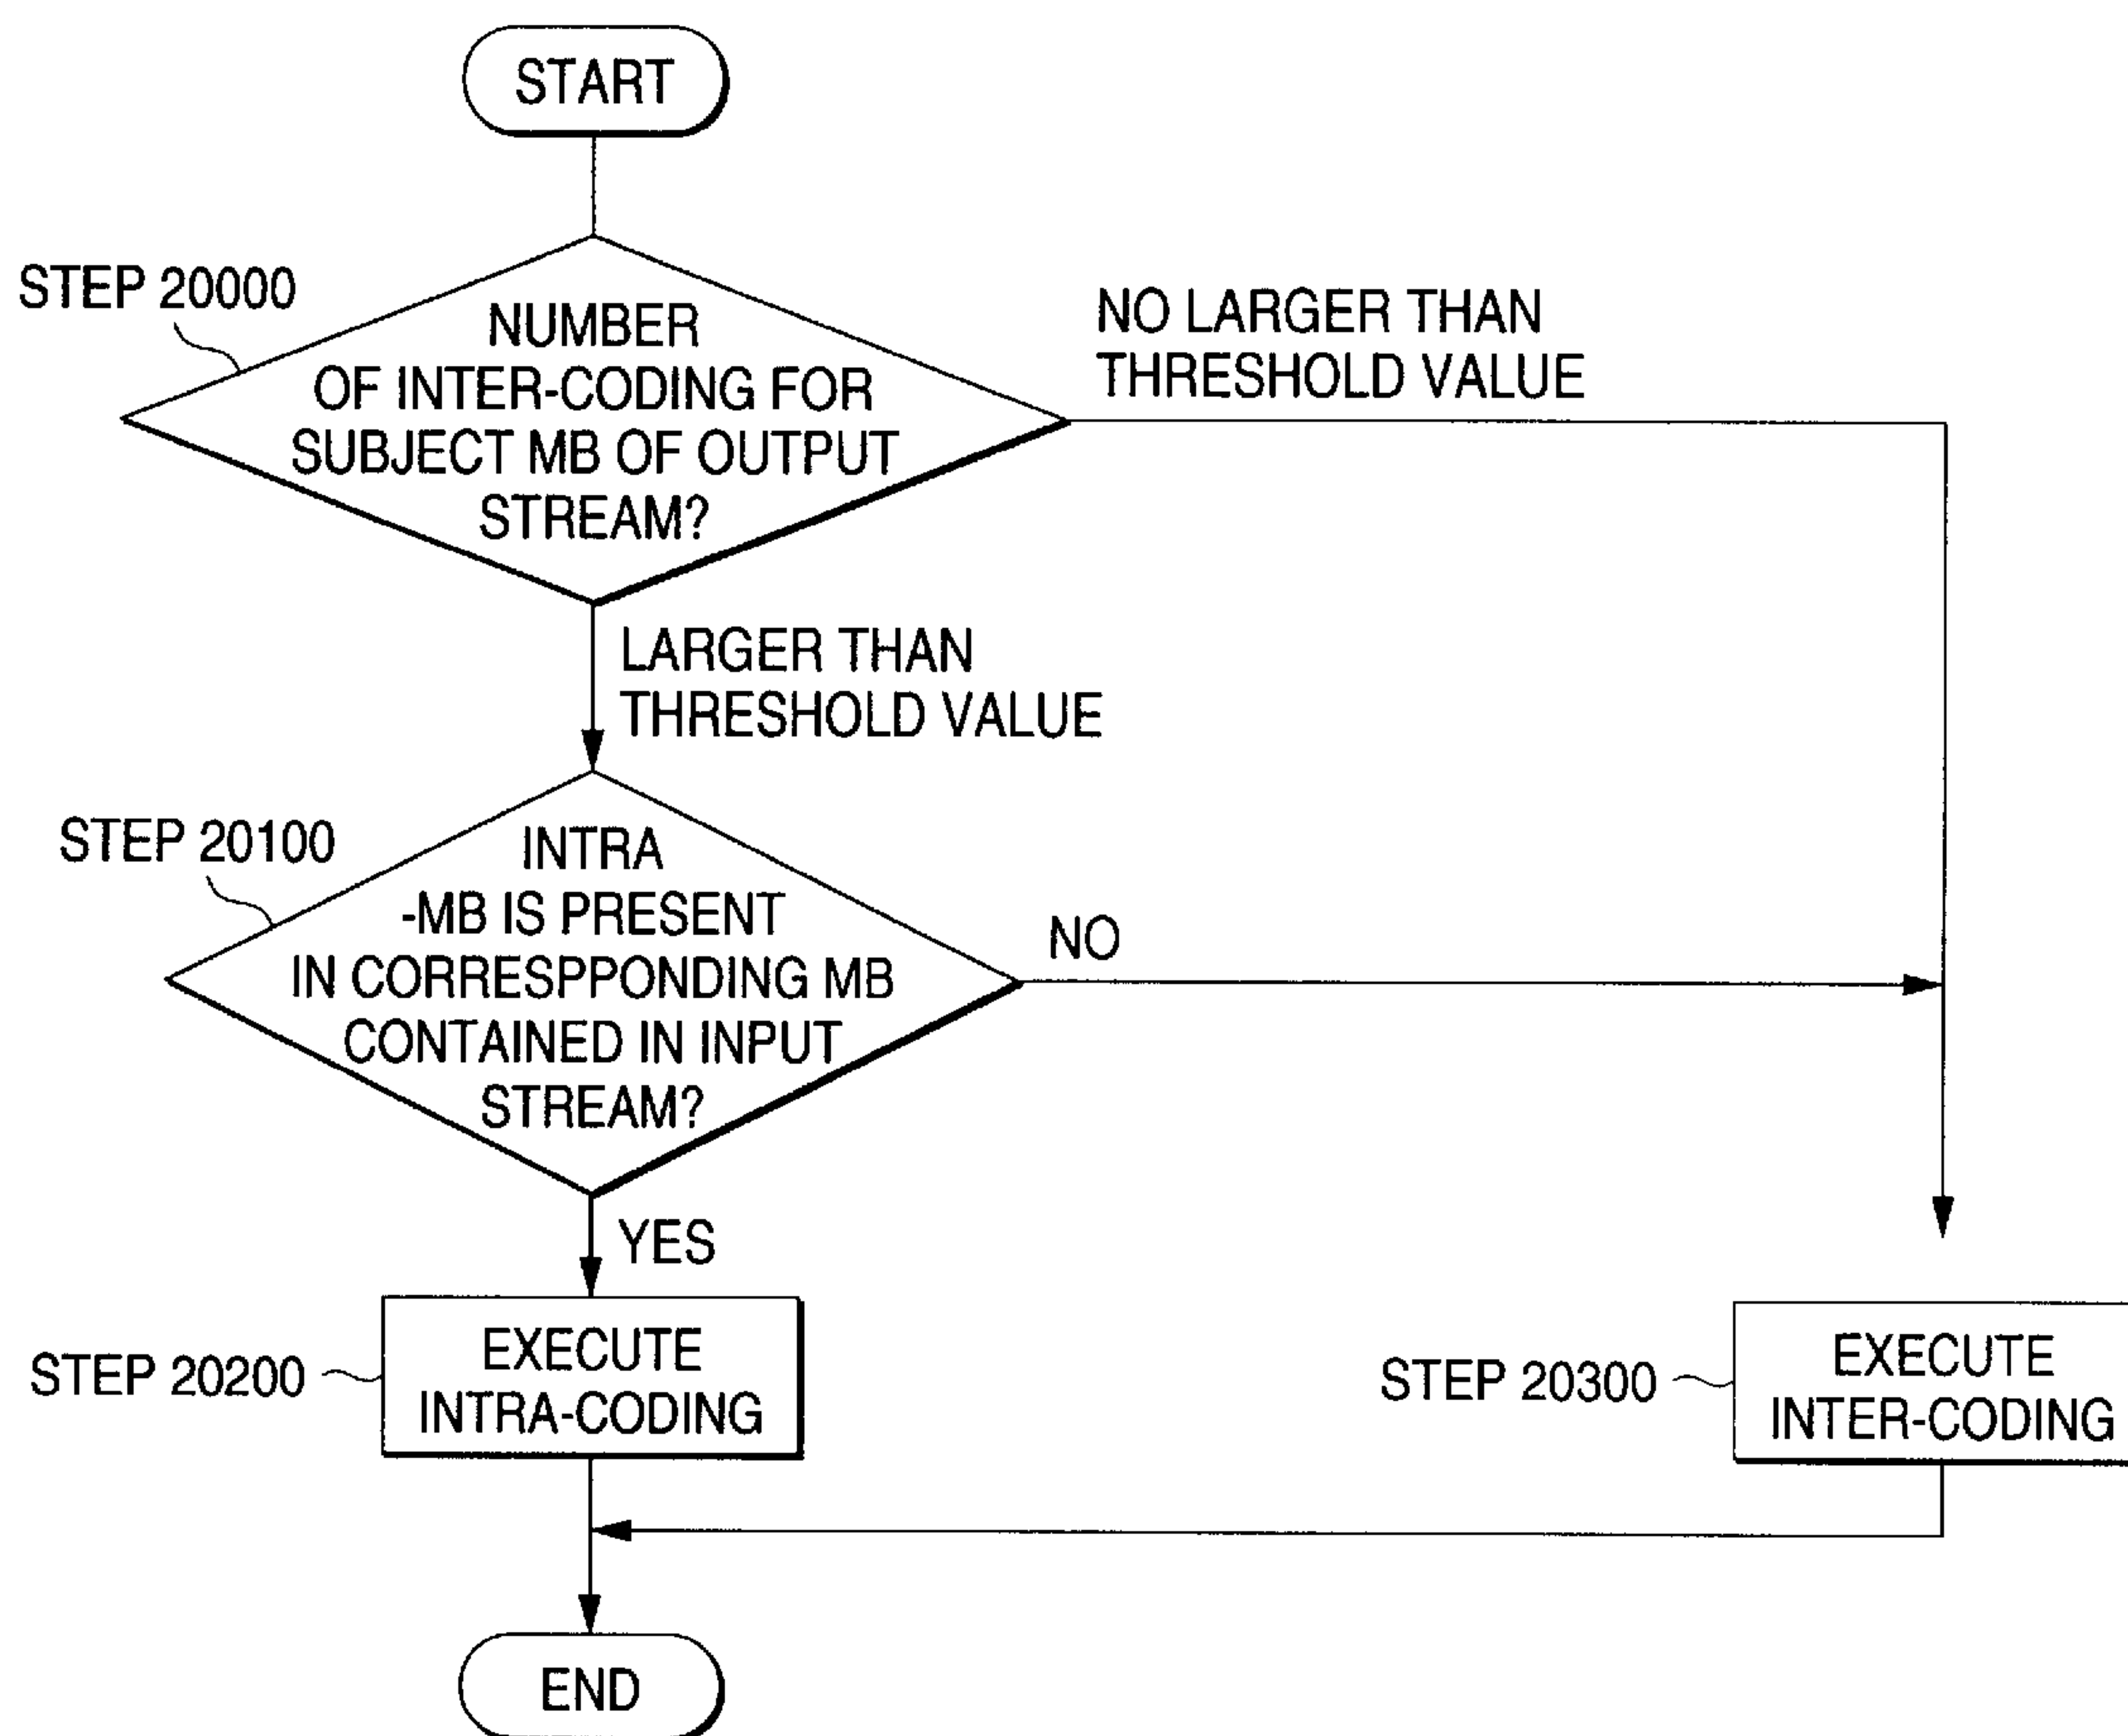 START
STEP 20000
NUMBER
OF INTER-CODING FOR
SUBJECT MB OF OUTPUT
STREAM?
NO LARGER THAN
THRESHOLD VALUE
LARGER THAN
THRESHOLD VALUE
STEP 20100
INTRA
-MB IS PRESENT
IN CORRESPPONDING MB
CONTAINED IN INPUT
STREAM?
NO
YES
STEP 20200
EXECUTE
INTRA-CODING
STEP 20300
EXECUTE
INTER-CODING
END